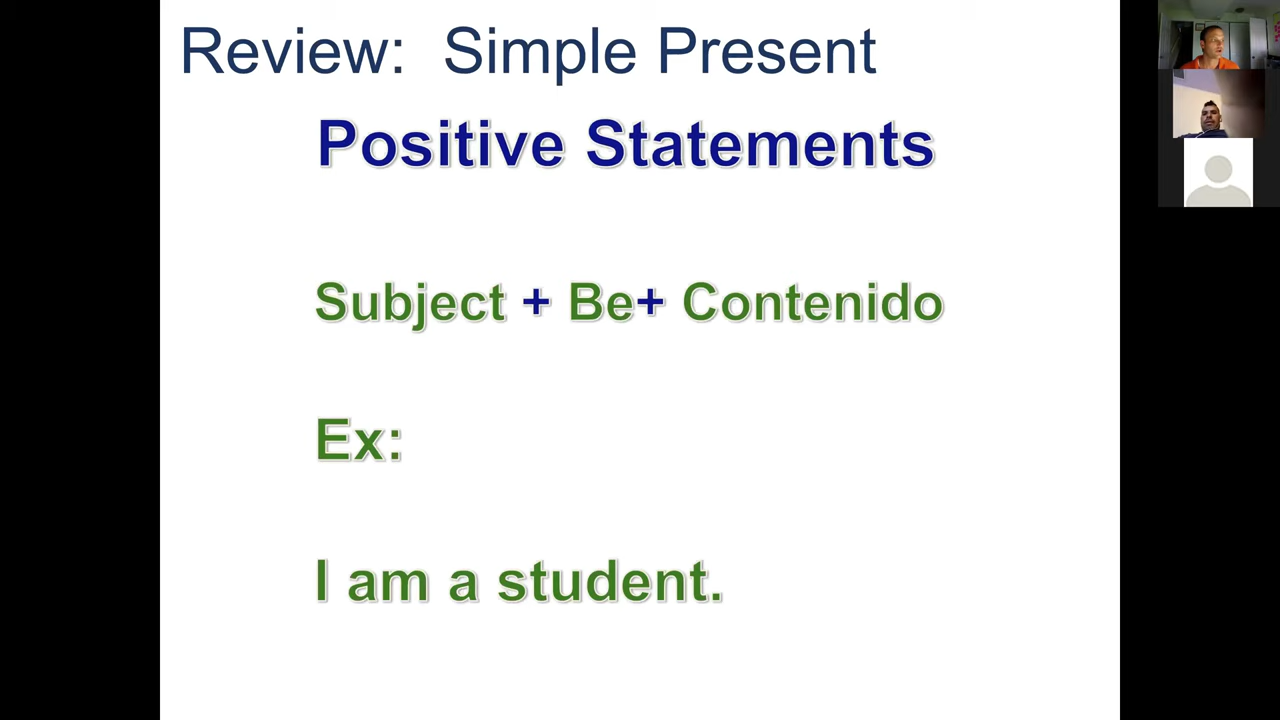 Review: Simple Present
Positive Statements
Subject + Be+ Contenido
Ex:
I am a student.